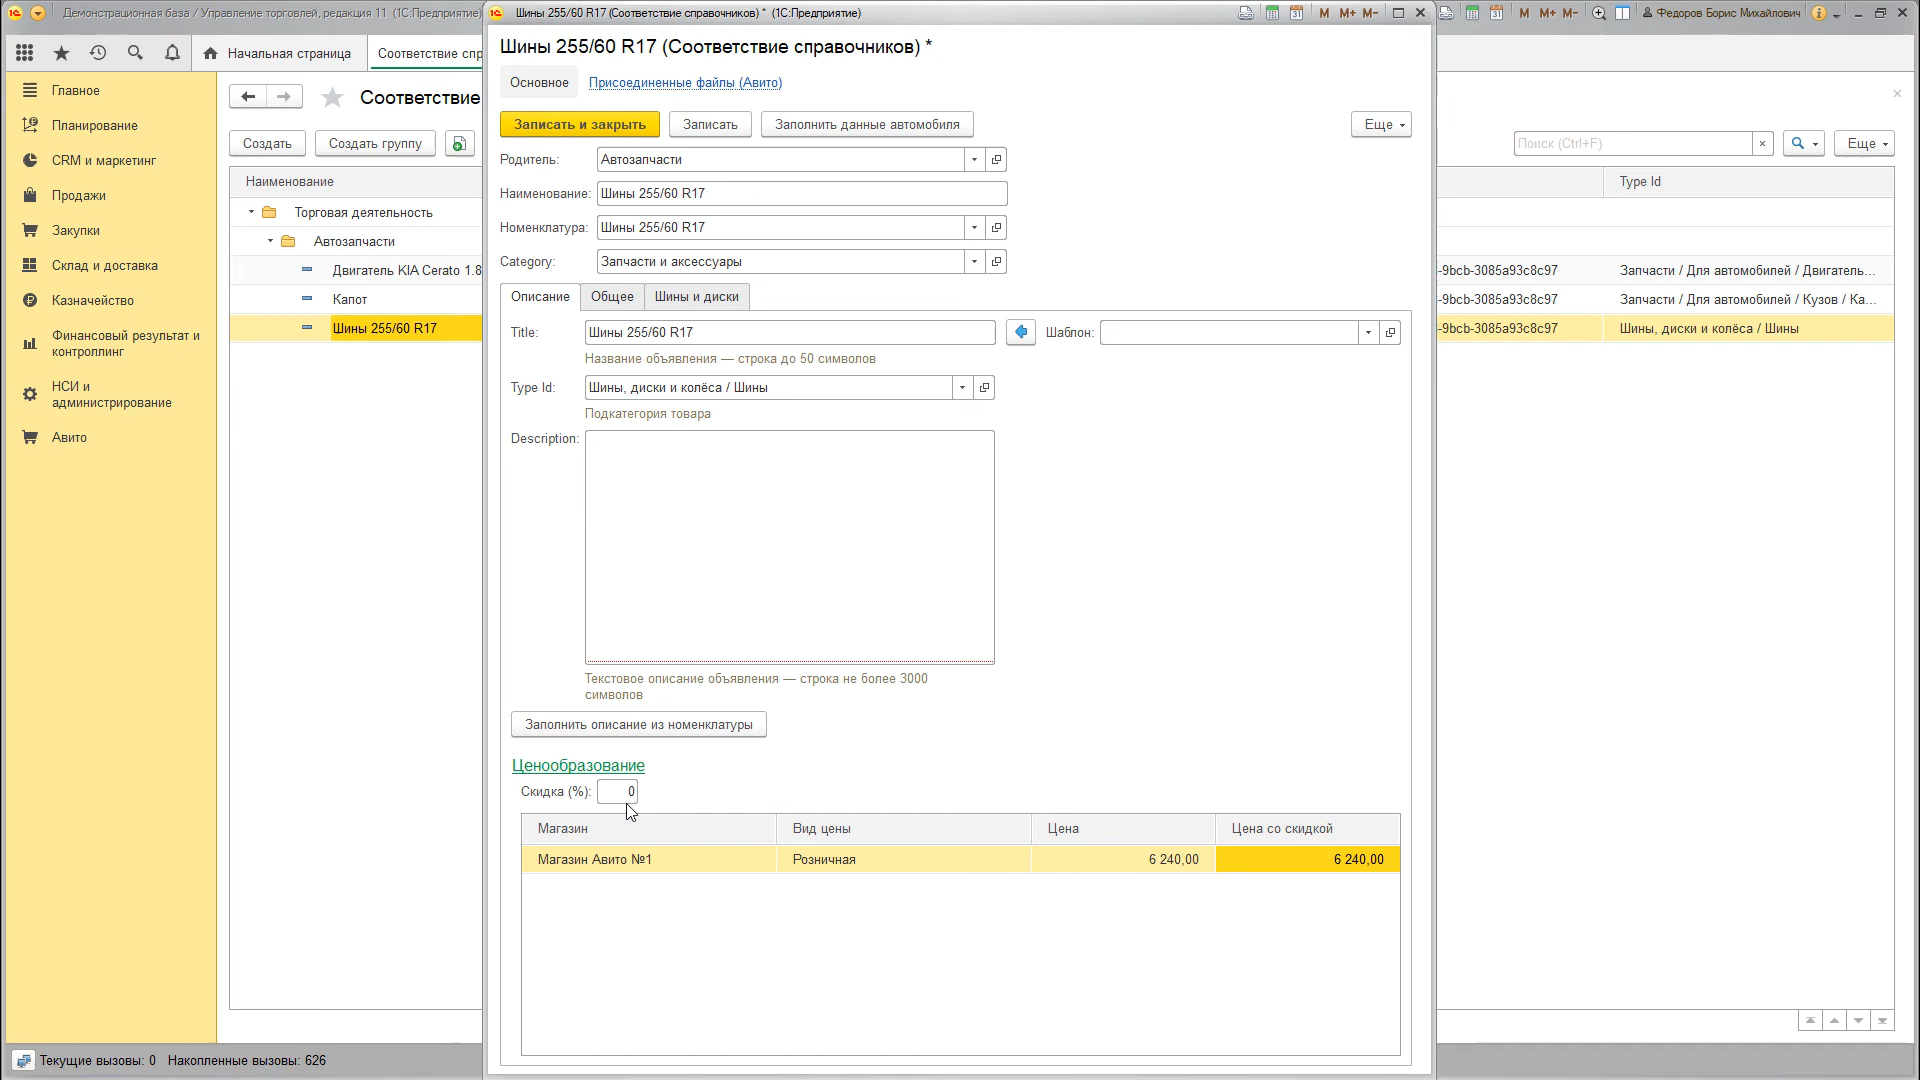 Демонстрационная база / Управление торговлей, редакция 11 (1С:Предприятие)
Шины 255/60 R17 (Соответствие справочников) * (1С:Предприятие)
M M+ M-
M M+ M-
Федоров Борис Михайлович
Начальная страница
Соответствие спр
Главное
Планирование
CRM и маркетинг
Продажи
Закупки
Склад и доставка
Казначейство
Финансовый результат и
контроллинг
НСИ и
администрирование
Авито
Соответствие
Создать
Создать группу
Наименование
Торговая деятельность
Автозапчасти
Двигатель KIA Cerato 1.8
Капот
Шины 255/60 R17
Шины 255/60 R17 (Соответствие справочников) *
Основное
Присоединенные файлы (Авито)
Записать и закрыть
Записать
Заполнить данные автомобиля
Еще
Родитель: Автозапчасти
Наименование: Шины 255/60 R17
Номенклатура: Шины 255/60 R17
Category: Запчасти и аксессуары
Описание
Общее
Шины и диски
Title: Шины 255/60 R17
Шаблон:
Название объявления — строка до 50 символов
Type Id: Шины, диски и колёса / Шины
Подкатегория товара
Description:
Текстовое описание объявления — строка не более 3000
символов
Заполнить описание из номенклатуры
Ценообразование
Скидка (%): 0
Магазин Вид цены Цена Цена со скидкой
Магазин Авито №1 Розничная 6 240,00 6 240,00
Поиск (Ctrl+F)
Еще
Type Id
-9bcb-3085a93c8c97 Запчасти / Для автомобилей / Двигатель...
-9bcb-3085a93c8c97 Запчасти / Для автомобилей / Кузов / Ка...
-9bcb-3085a93c8c97 Шины, диски и колёса / Шины
Текущие вызовы: 0 Накопленные вызовы: 626